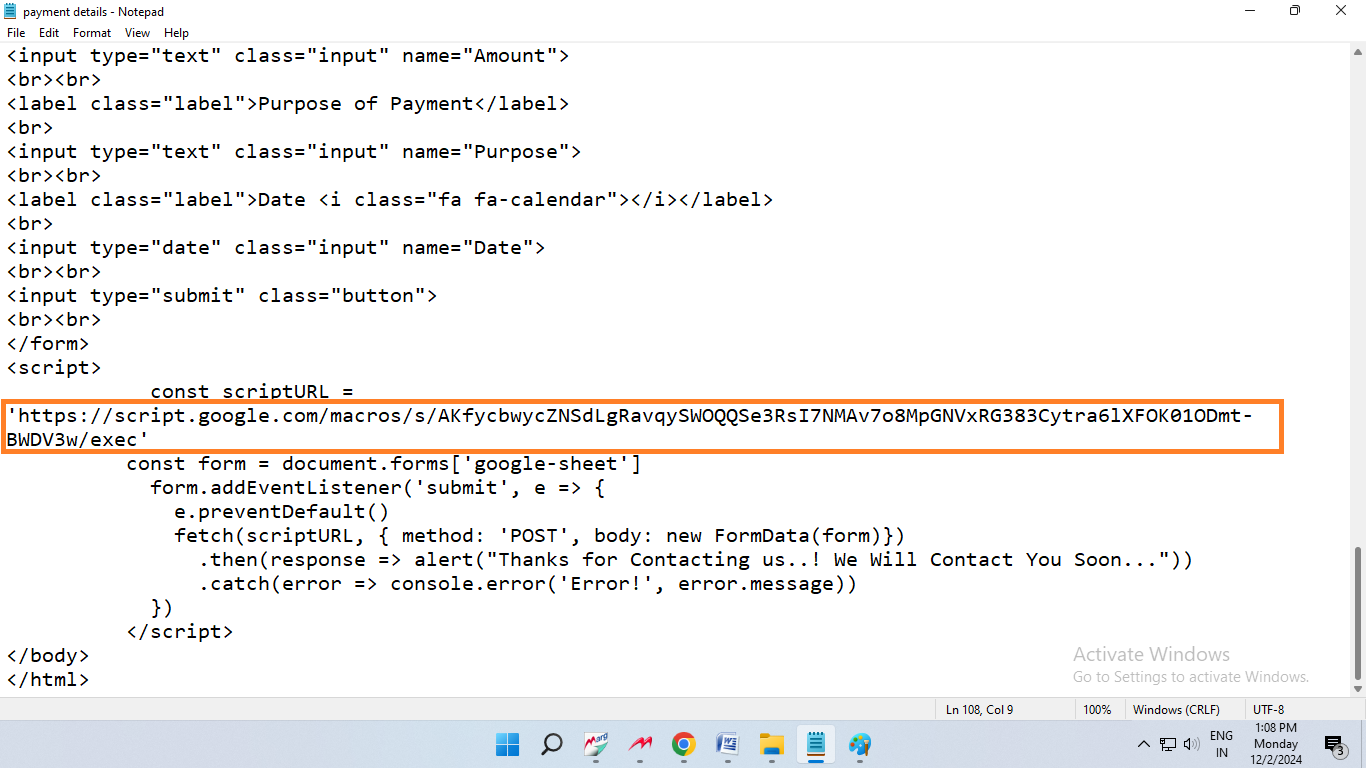 payment details - Notepad
File Edit Format View Help
<input type="text" class="input" name="Amount">
<br><br>
<label class="label">Purpose of Payment</label>
<br>
<input type="text" class="input" name="Purpose">
<br><br>
<label class="label">Date <i class="fa fa-calendar"></i></label>
<br>
<input type="date" class="input" name="Date">
<br><br>
<input type="submit" class="button">
<br><br>
</form>
<script>
const scriptURL =
'https://script.google.com/macros/s/AKfycbwycZNSdLgRavqySWOQQSe3RsI7NMAv7o8MpGNVxRG383Cytra6lXFOK01ODmt-
BWDV3w/exec'
const form = document.forms['google-sheet']
form.addEventListener('submit', e => {
e.preventDefault()
fetch(scriptURL, { method: 'POST', body: new FormData(form)})
.then(response => alert("Thanks for Contacting us..! We Will Contact You Soon..."))
.catch(error => console.error('Error!', error.message))
})
</script>
</body>
</html>
Activate Windows
Go to Settings to activate Windows.
Ln 108, Col 9 100% Windows (CRLF) UTF-8
Marg
ENG
IN
1:08 PM
Monday
12/2/2024
3